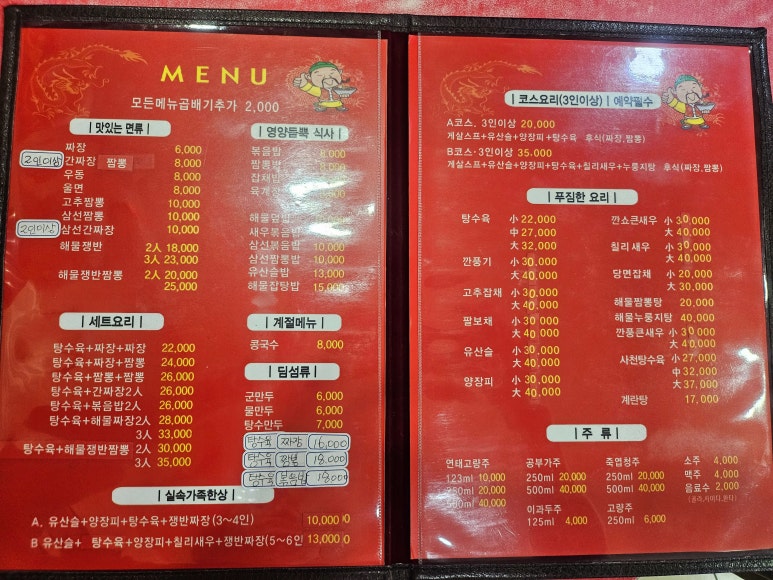 MENU
모든메뉴곱배기추가 2,000
| 맛있는 면류 |
짜장 6,000
2인이상 간짜장 짬뽕 8,000
우동 8,000
울면 8,000
고추짬뽕 10,000
삼선짬뽕 10,000
2인이상 삼선간짜장 10,000
해물쟁반 2人 18,000
3人 23,000
해물쟁반짬뽕 2人 20,000
25,000
| 영양듬뿍 식사 |
볶음밥 8,000
짬뽕밥
잡채밥
육개장
해물덮밥
새우볶음밥
삼선볶음밥 10,000
삼선짬뽕밥 10,000
유산슬밥 13,000
해물잡탕밥 15,000
| 세트요리 |
탕수육+짜장+짜장 22,000
탕수육+짜장+짬뽕 24,000
탕수육+짬뽕+짬뽕 26,000
탕수육+간짜장2人 26,000
탕수육+볶음밥2人 26,000
탕수육+해물짜장2人 28,000
3人 33,000
탕수육+해물쟁반짬뽕 2人 30,000
3人 35,000
| 계절메뉴 |
콩국수 8,000
| 딤섬류 |
군만두 6,000
물만두 6,000
탕수만두 7,000
탕수육 짜장 16,000
탕수육 짬뽕 18,000
탕수육 볶음밥 18,000
| 실속가족한상 |
A. 유산슬+양장피+탕수육+쟁반짜장(3~4인) 10,000
B 유산슬+ 탕수육+양장피+칠리새우+쟁반짜장(5~6인 13,000
| 코스요리(3인이상) | 예약필수
A코스. 3인이상 20,000
게살스프+유산슬+양장피+탕수육 후식(짜장,짬뽕)
B코스·3인이상 35,000
게살스프+유산슬+양장피+탕수육+칠리새우+누룽지탕 후식(짜장,짬뽕)
| 푸짐한 요리 |
탕수육 小 22,000
中 27,000
大 32,000
깐풍기 小 30,000
大 40,000
고추잡채 小 30,000
大 40,000
팔보채 小 30,000
大 40,000
유산슬 小 30,000
大 40,000
양장피 小 30,000
大 40,000
깐쇼큰새우 小 30,000
大 40,000
칠리새우 小 30,000
大 40,000
당면잡채 小 20,000
大 30,000
해물짬뽕탕 20,000
해물누룽지탕 40,000
깐풍큰새우 小 30,000
大 40,000
사천탕수육 小 27,000
中 32,000
大 37,000
계란탕 17,000
| 주 류 |
연태고량주
123ml 10,000
250ml 20,000
500ml 40,000
공부가주
250ml 20,000
500ml 40,000
이과두주
125ml 4,000
죽엽청주
250ml 20,000
500ml 40,000
고량주
250ml 6,000
소주 4,000
맥주 4,000
음료수 2,000
(콜라,사이다,환타)